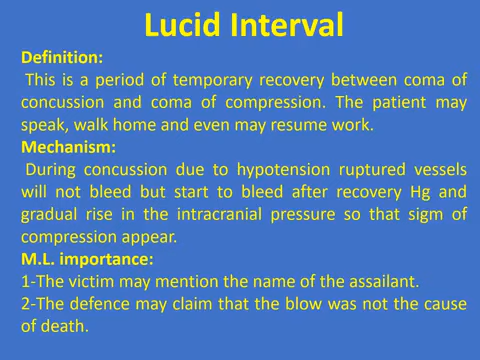 Lucid Interval
Definition:
This is a period of temporary recovery between coma of
concussion and coma of compression. The patient may
speak, walk home and even may resume work.
Mechanism:
During concussion due to hypotension ruptured vessels
will not bleed but start to bleed after recovery Hg and
gradual rise in the intracranial pressure so that sigm of
compression appear.
M.L. importance:
1-The victim may mention the name of the assailant.
2-The defence may claim that the blow was not the cause
of death.